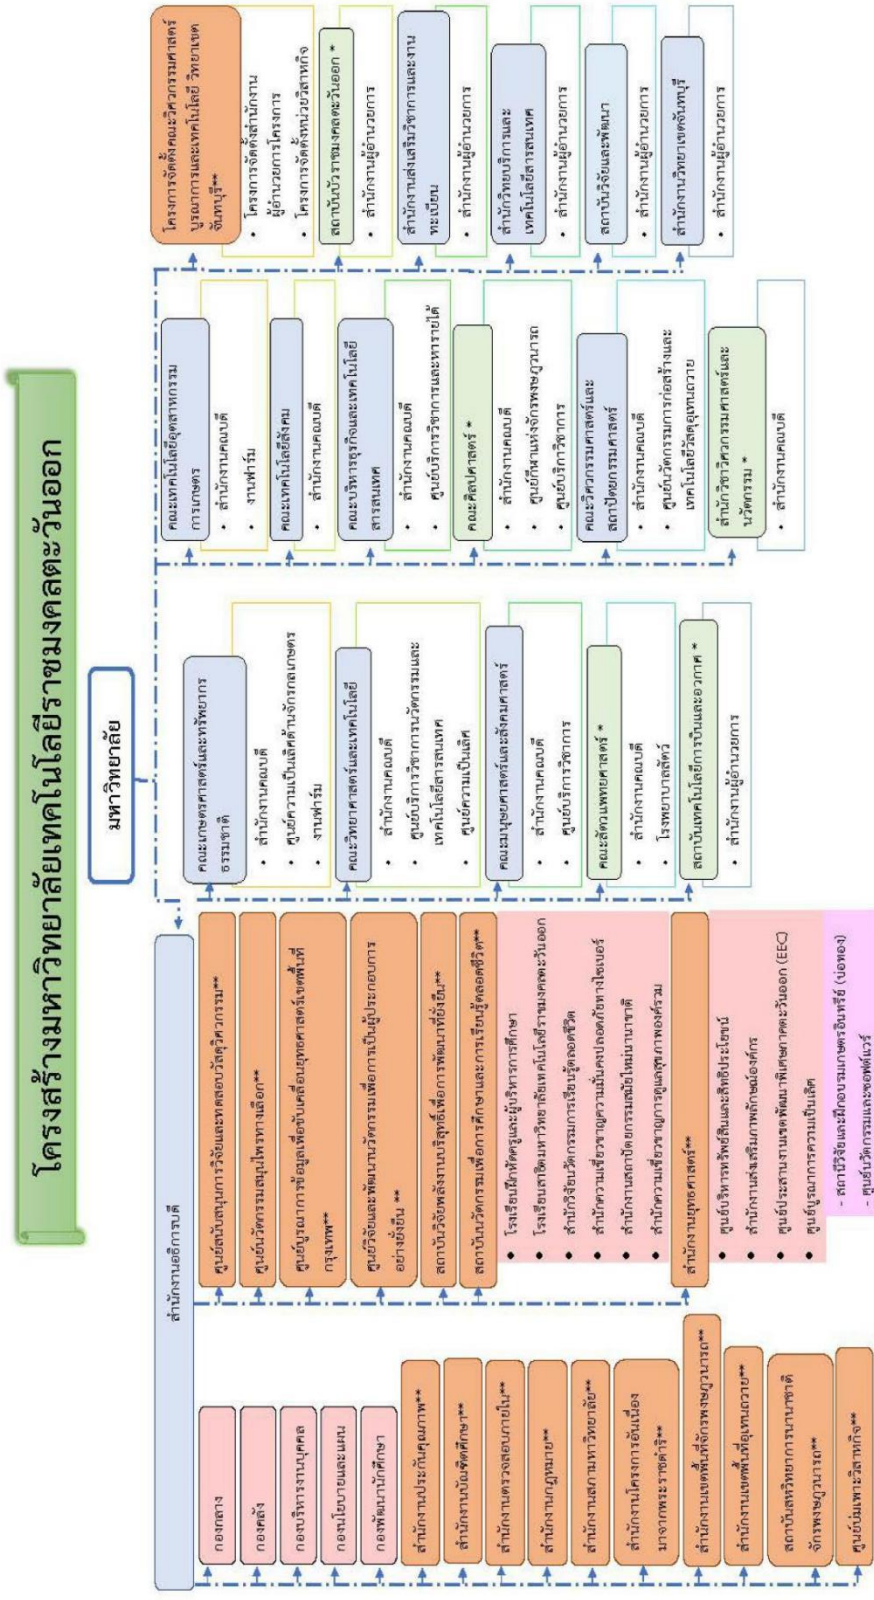 โครงสร้างมหาวิทยาลัยเทคโนโลยีราชมงคลตะวันออก
มหาวิทยาลัย
สำนักงานอธิการบดี
กองกลาง
กองคลัง
กองบริหารงานบุคคล
กองนโยบายและแผน
กองพัฒนานักศึกษา
สำนักงานประกันคุณภาพ**
สำนักงานบัณฑิตศึกษา**
สำนักงานตรวจสอบภายใน**
สำนักงานกฎหมาย**
สำนักงานสภามหาวิทยาลัย**
สำนักงานโครงการอันเนื่อง
มาจากพระราชดำริ**
สำนักงานเขตพื้นที่จักรพงษภูวนารถ**
สำนักงานเขตพื้นที่อุเทนถวาย**
สถาบันสหวิทยาการนานาชาติ
จักรพงษภูวนารถ**
ศูนย์บ่มเพาะวิสาหกิจ**
ศูนย์สนับสนุนการวิจัยและทดสอบวัสดุวิศวกรรม**
ศูนย์นวัตกรรมสมุนไพรทางเลือก**
ศูนย์บูรณาการข้อมูลเพื่อขับเคลื่อนยุทธศาสตร์เขตพื้นที่
กรุงเทพ**
ศูนย์วิจัยและพัฒนานวัตกรรมเพื่อการเป็นผู้ประกอบการ
อย่างยั่งยืน **
สถาบันวิจัยพลังงานบริสุทธิ์เพื่อการพัฒนาที่ยั่งยืน**
สถาบันนวัตกรรมเพื่อการศึกษาและการเรียนรู้ตลอดชีวิต**
• โรงเรียนฝึกหัดครูและผู้บริหารการศึกษา
• โรงเรียนสาธิตมหาวิทยาลัยเทคโนโลยีราชมงคลตะวันออก
• สำนักวิจัยนวัตกรรมการเรียนรู้ตลอดชีวิต
• สำนักความเชี่ยวชาญความมั่นคงปลอดภัยทางไซเบอร์
• สำนักงานสถาปัตยกรรมสมัยใหม่นานาชาติ
• สำนักความเชี่ยวชาญการดูแลสุขภาพองค์รวม
สำนักงานยุทธศาสตร์**
• ศูนย์บริหารทรัพย์สินและสิทธิประโยชน์
• สำนักงานส่งเสริมภาพลักษณ์องค์กร
• ศูนย์ประสานงานเขตพัฒนาพิเศษภาคตะวันออก (EEC)
• ศูนย์บูรณาการความเป็นเลิศ
- สถานีวิจัยและฝึกอบรมเกษตรอินทรีย์ (บ่อทอง)
- ศูนย์นวัตกรรมและซอฟต์แวร์
คณะเกษตรศาสตร์และทรัพยากร
ธรรมชาติ
• สำนักงานคณบดี
• ศูนย์ความเป็นเลิศด้านจักรกลเกษตร
• งานฟาร์ม
คณะวิทยาศาสตร์และเทคโนโลยี
• สำนักงานคณบดี
• ศูนย์บริการวิชาการนวัตกรรมและ
เทคโนโลยีสารสนเทศ
• ศูนย์ความเป็นเลิศ
คณะมนุษยศาสตร์และสังคมศาสตร์
• สำนักงานคณบดี
• ศูนย์บริการวิชาการ
คณะสัตวแพทยศาสตร์ *
• สำนักงานคณบดี
• โรงพยาบาลสัตว์
สถาบันเทคโนโลยีการบินและอวกาศ *
• สำนักงานผู้อำนวยการ
คณะเทคโนโลยีอุตสาหกรรม
การเกษตร
• สำนักงานคณบดี
• งานฟาร์ม
คณะเทคโนโลยีสังคม
• สำนักงานคณบดี
คณะบริหารธุรกิจและเทคโนโลยี
สารสนเทศ
• สำนักงานคณบดี
• ศูนย์บริการวิชาการและหารายได้
คณะศิลปศาสตร์ *
• สำนักงานคณบดี
• ศูนย์กีฬาแห่งจักรพงษภูวนารถ
• ศูนย์บริการวิชาการ
คณะวิศวกรรมศาสตร์และ
สถาปัตยกรรมศาสตร์
• สำนักงานคณบดี
• ศูนย์นวัตกรรมการก่อสร้างและ
เทคโนโลยีวัสดุอุเทนถวาย
สำนักวิชาวิศวกรรมศาสตร์และ
นวัตกรรม *
• สำนักงานคณบดี
โครงการจัดตั้งคณะวิศวกรรมศาสตร์
บูรณาการและเทคโนโลยี วิทยาเขต
จันทบุรี**
• โครงการจัดตั้งสำนักงาน
ผู้อำนวยการโครงการ
• โครงการจัดตั้งหน่วยวิสาหกิจ
สถาบันบัวราชมงคลตะวันออก *
• สำนักงานผู้อำนวยการ
สำนักงานส่งเสริมวิชาการและงาน
ทะเบียน
• สำนักงานผู้อำนวยการ
สำนักวิทยบริการและ
เทคโนโลยีสารสนเทศ
• สำนักงานผู้อำนวยการ
สถาบันวิจัยและพัฒนา
• สำนักงานผู้อำนวยการ
สำนักงานวิทยาเขตจันทบุรี
• สำนักงานผู้อำนวยการ